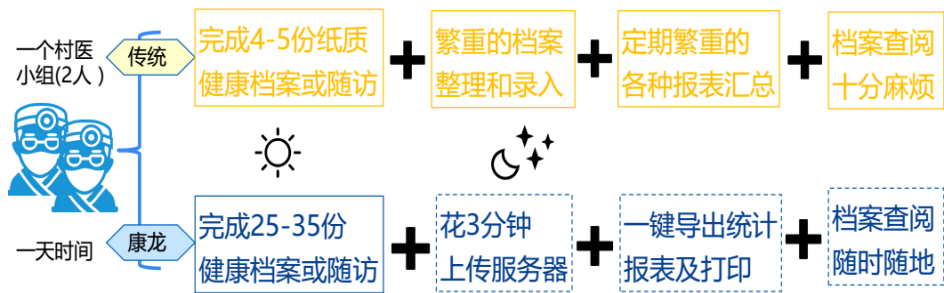 一个村医
小组(2人)
传统
完成4-5份纸质
健康档案或随访
繁重的档案
整理和录入
定期繁重的
各种报表汇总
档案查阅
十分麻烦
一天时间
康龙
完成25-35份
健康档案或随访
花3分钟
上传服务器
一键导出统计
报表及打印
档案查阅
随时随地